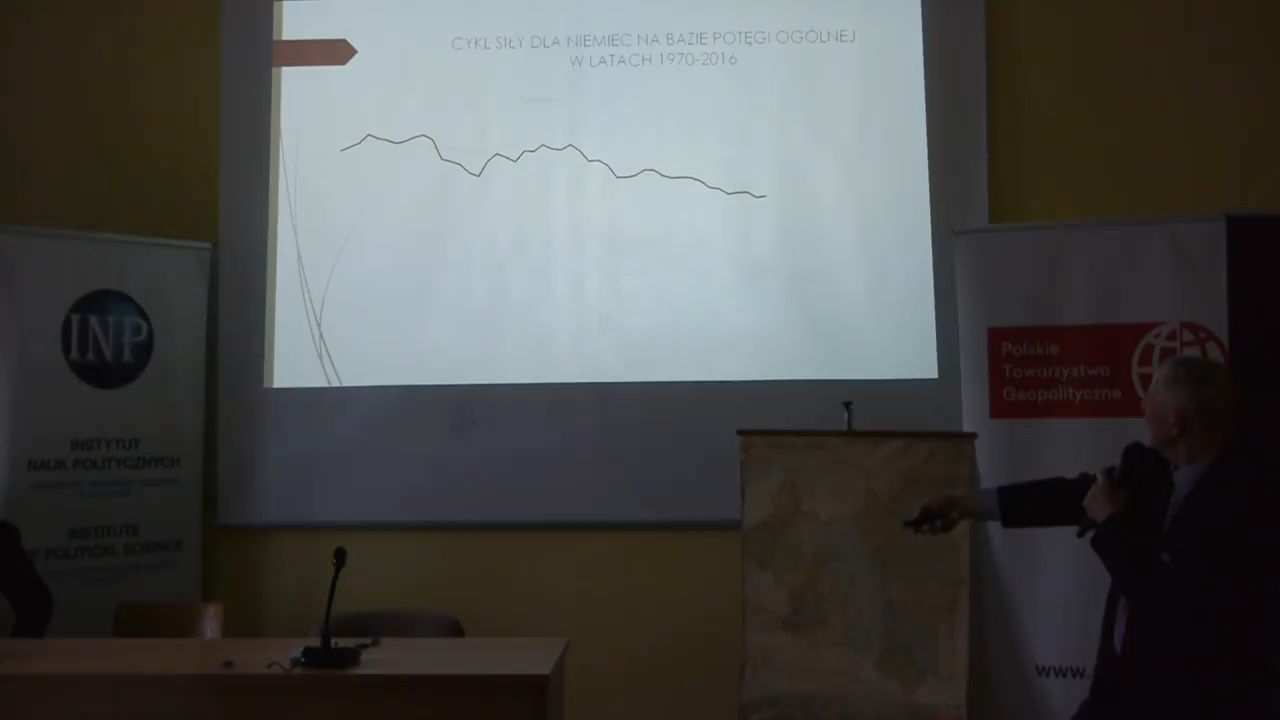 CYKL SIŁY DLA NIEMIEC NA BAZIE POTĘGI OGÓLNEJ
W LATACH 1970-2016
INP
INSTYTUT
NAUK POLITYCZNYCH
INSTITUTE
OF POLITICAL SCIENCE
Polskie
Towarzystwo
Geopolityczne
www.